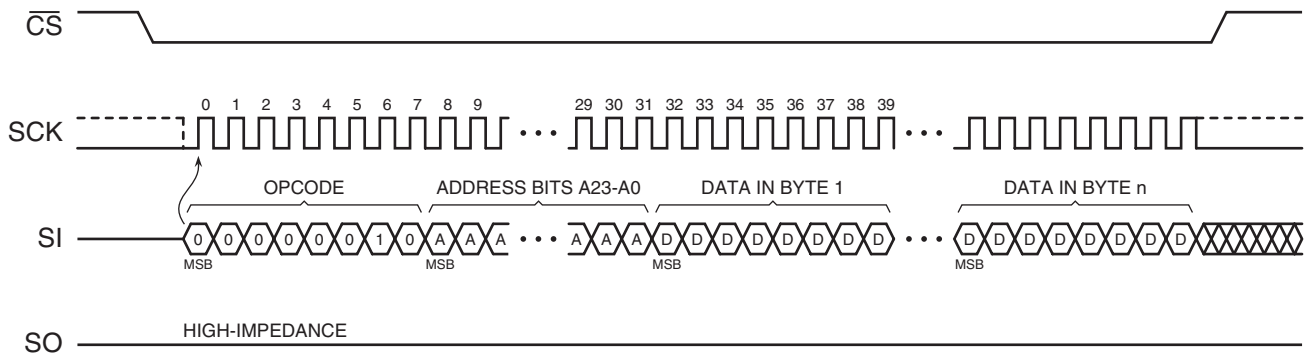 CS
0 1 2 3 4 5 6 7 8 9 29 30 31 32 33 34 35 36 37 38 39
SCK
OPCODE ADDRESS BITS A23-A0 DATA IN BYTE 1 DATA IN BYTE n
SI 0 0 0 0 0 0 1 0 A A A A A A D D D D D D D D D D D D D D D D
MSB MSB MSB MSB
HIGH-IMPEDANCE
SO